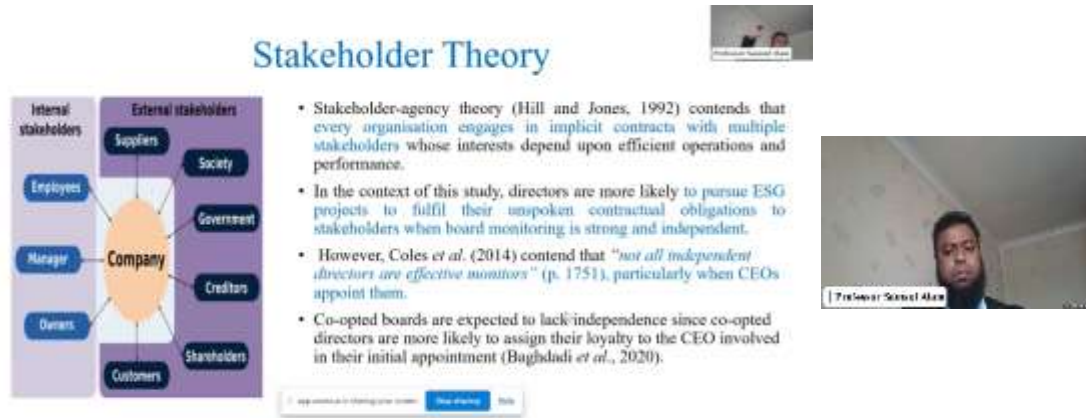 Stakeholder Theory
Internal
stakeholders
External stakeholders
Suppliers
Society
Employees
Government
Manager
Company
Creditors
Owners
Shareholders
Customers
• Stakeholder-agency theory (Hill and Jones, 1992) contends that
every organisation engages in implicit contracts with multiple
stakeholders whose interests depend upon efficient operations and
performance.
• In the context of this study, directors are more likely to pursue ESG
projects to fulfil their unspoken contractual obligations to
stakeholders when board monitoring is strong and independent.
• However, Coles et al. (2014) contend that "not all independent
directors are effective monitors" (p. 1751), particularly when CEOs
appoint them.
• Co-opted boards are expected to lack independence since co-opted
directors are more likely to assign their loyalty to the CEO involved
in their initial appointment (Baghdadi et al., 2020).
Stop sharing
Hide
Professor Samsul Alam